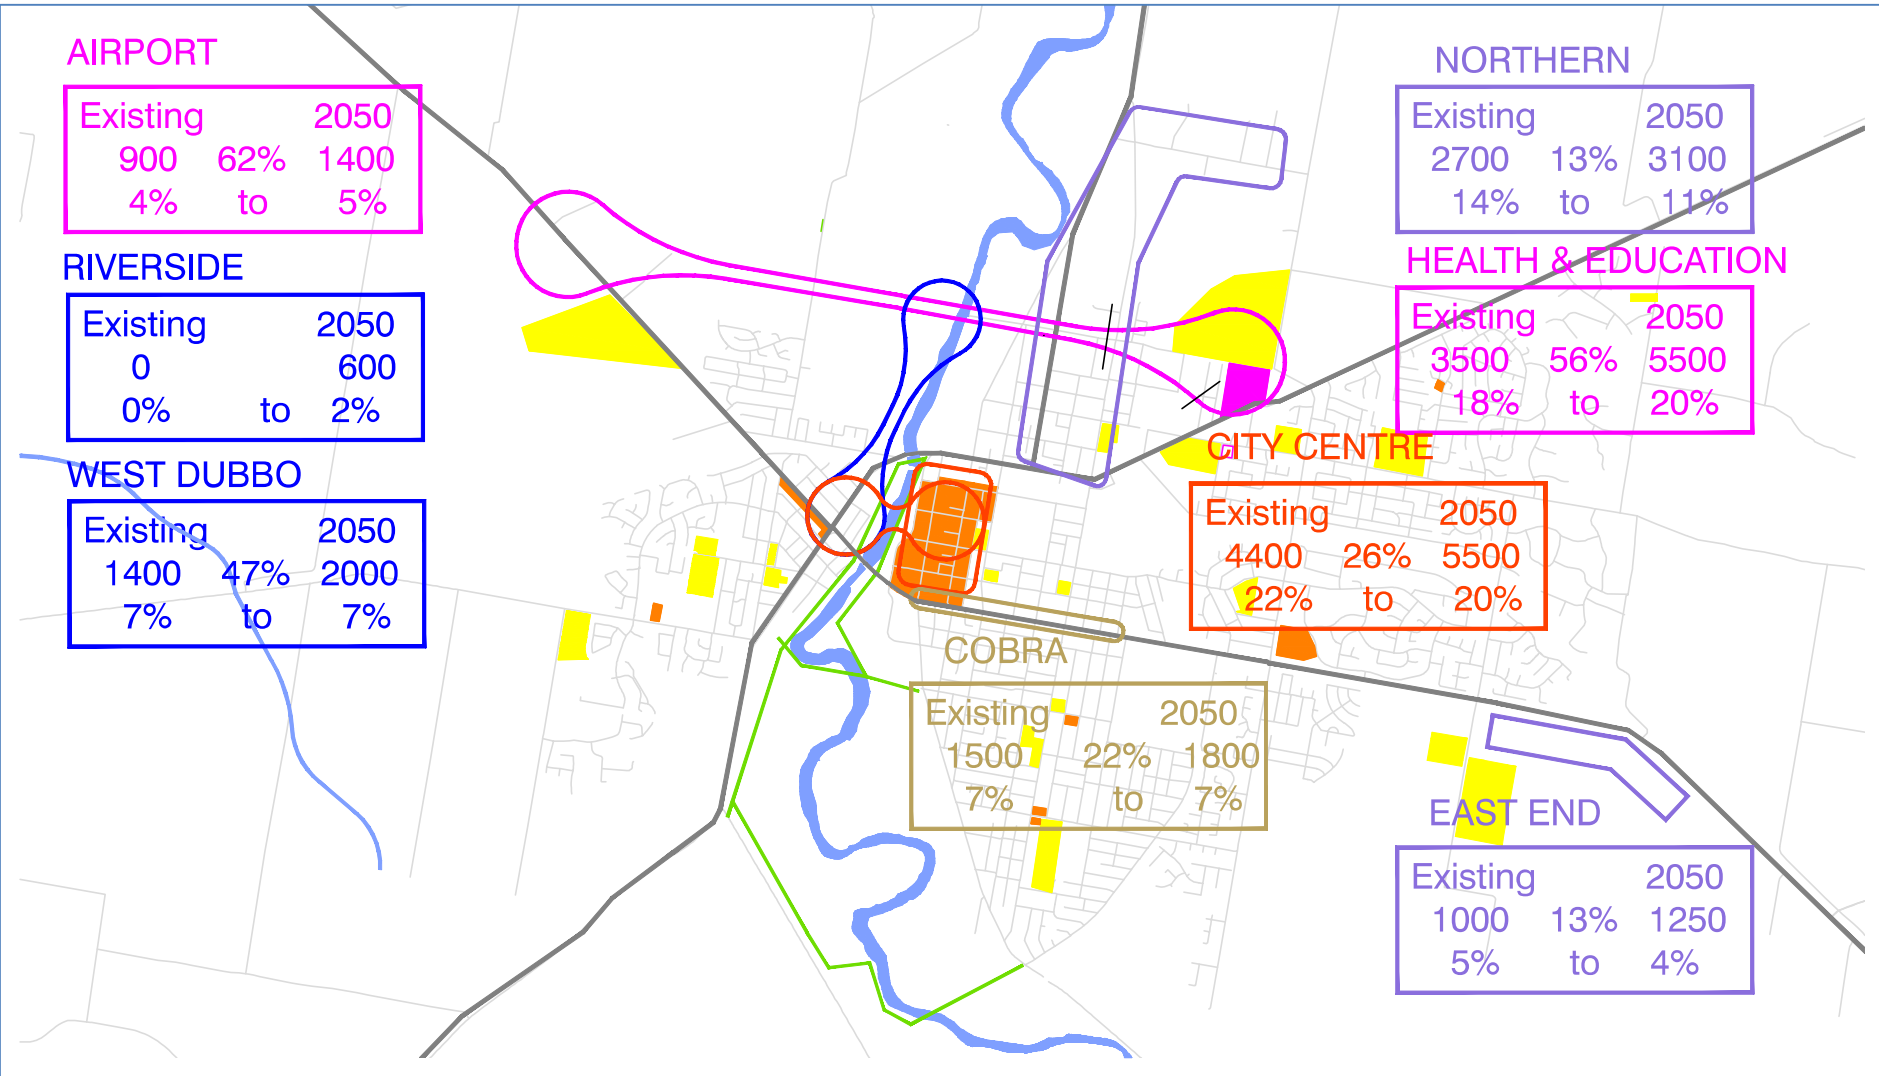 AIRPORT
Existing 2050
900 62% 1400
4% to 5%
RIVERSIDE
Existing 2050
0 600
0% to 2%
WEST DUBBO
Existing 2050
1400 47% 2000
7% to 7%
NORTHERN
Existing 2050
2700 13% 3100
14% to 11%
HEALTH & EDUCATION
Existing 2050
3500 56% 5500
18% to 20%
CITY CENTRE
Existing 2050
4400 26% 5500
22% to 20%
COBRA
Existing 2050
1500 22% 1800
7% to 7%
EAST END
Existing 2050
1000 13% 1250
5% to 4%